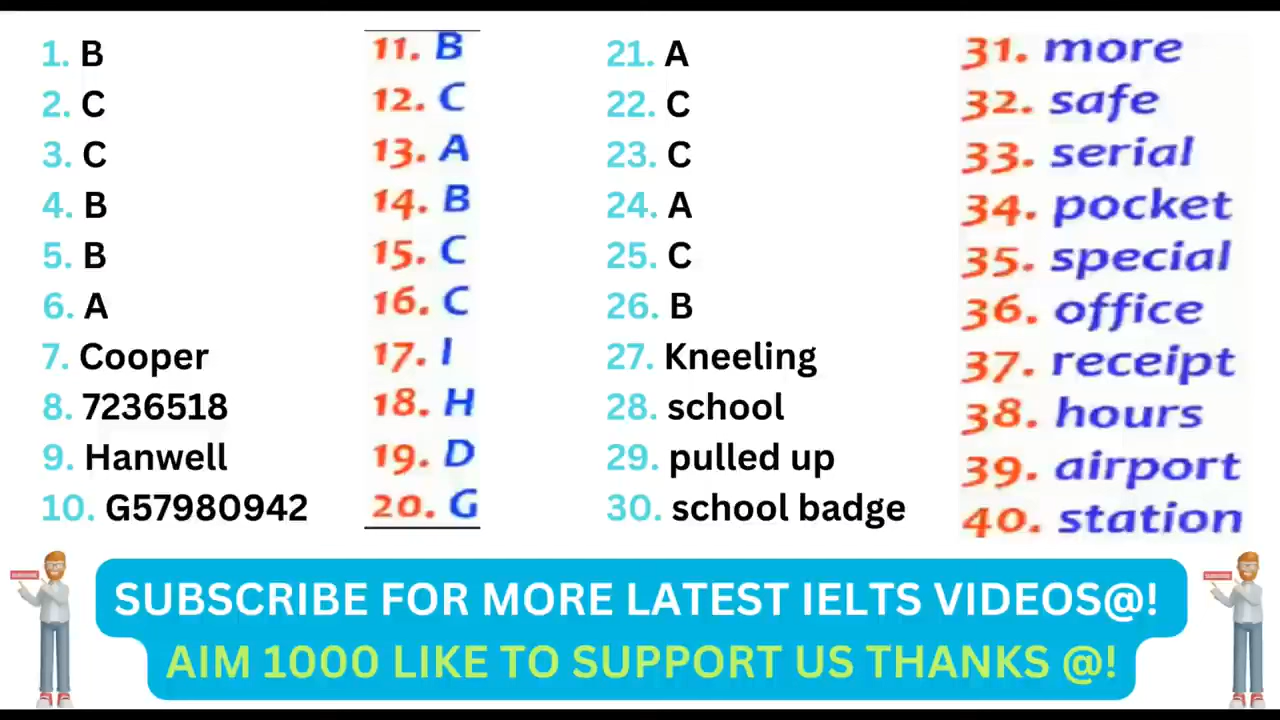 1. B
2. C
3. C
4. B
5. B
6. A
7. Cooper
8. 7236518
9. Hanwell
10. G57980942
11. B
12. C
13. A
14. B
15. C
16. C
17. I
18. H
19. D
20. G
21. A
22. C
23. C
24. A
25. C
26. B
27. Kneeling
28. school
29. pulled up
30. school badge
31. more
32. safe
33. serial
34. pocket
35. special
36. office
37. receipt
38. hours
39. airport
40. station
SUBSCRIBE FOR MORE LATEST IELTS VIDEOS@!
AIM 1000 LIKE TO SUPPORT US THANKS @!